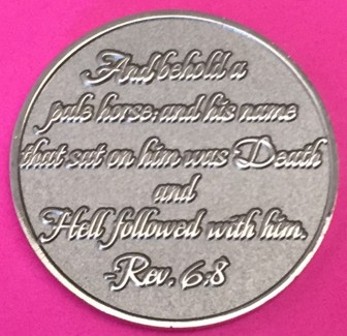 And behold a
pale horse: and his name
that sat on him was Death
and
Hell followed with him.
-Rev. 6:8